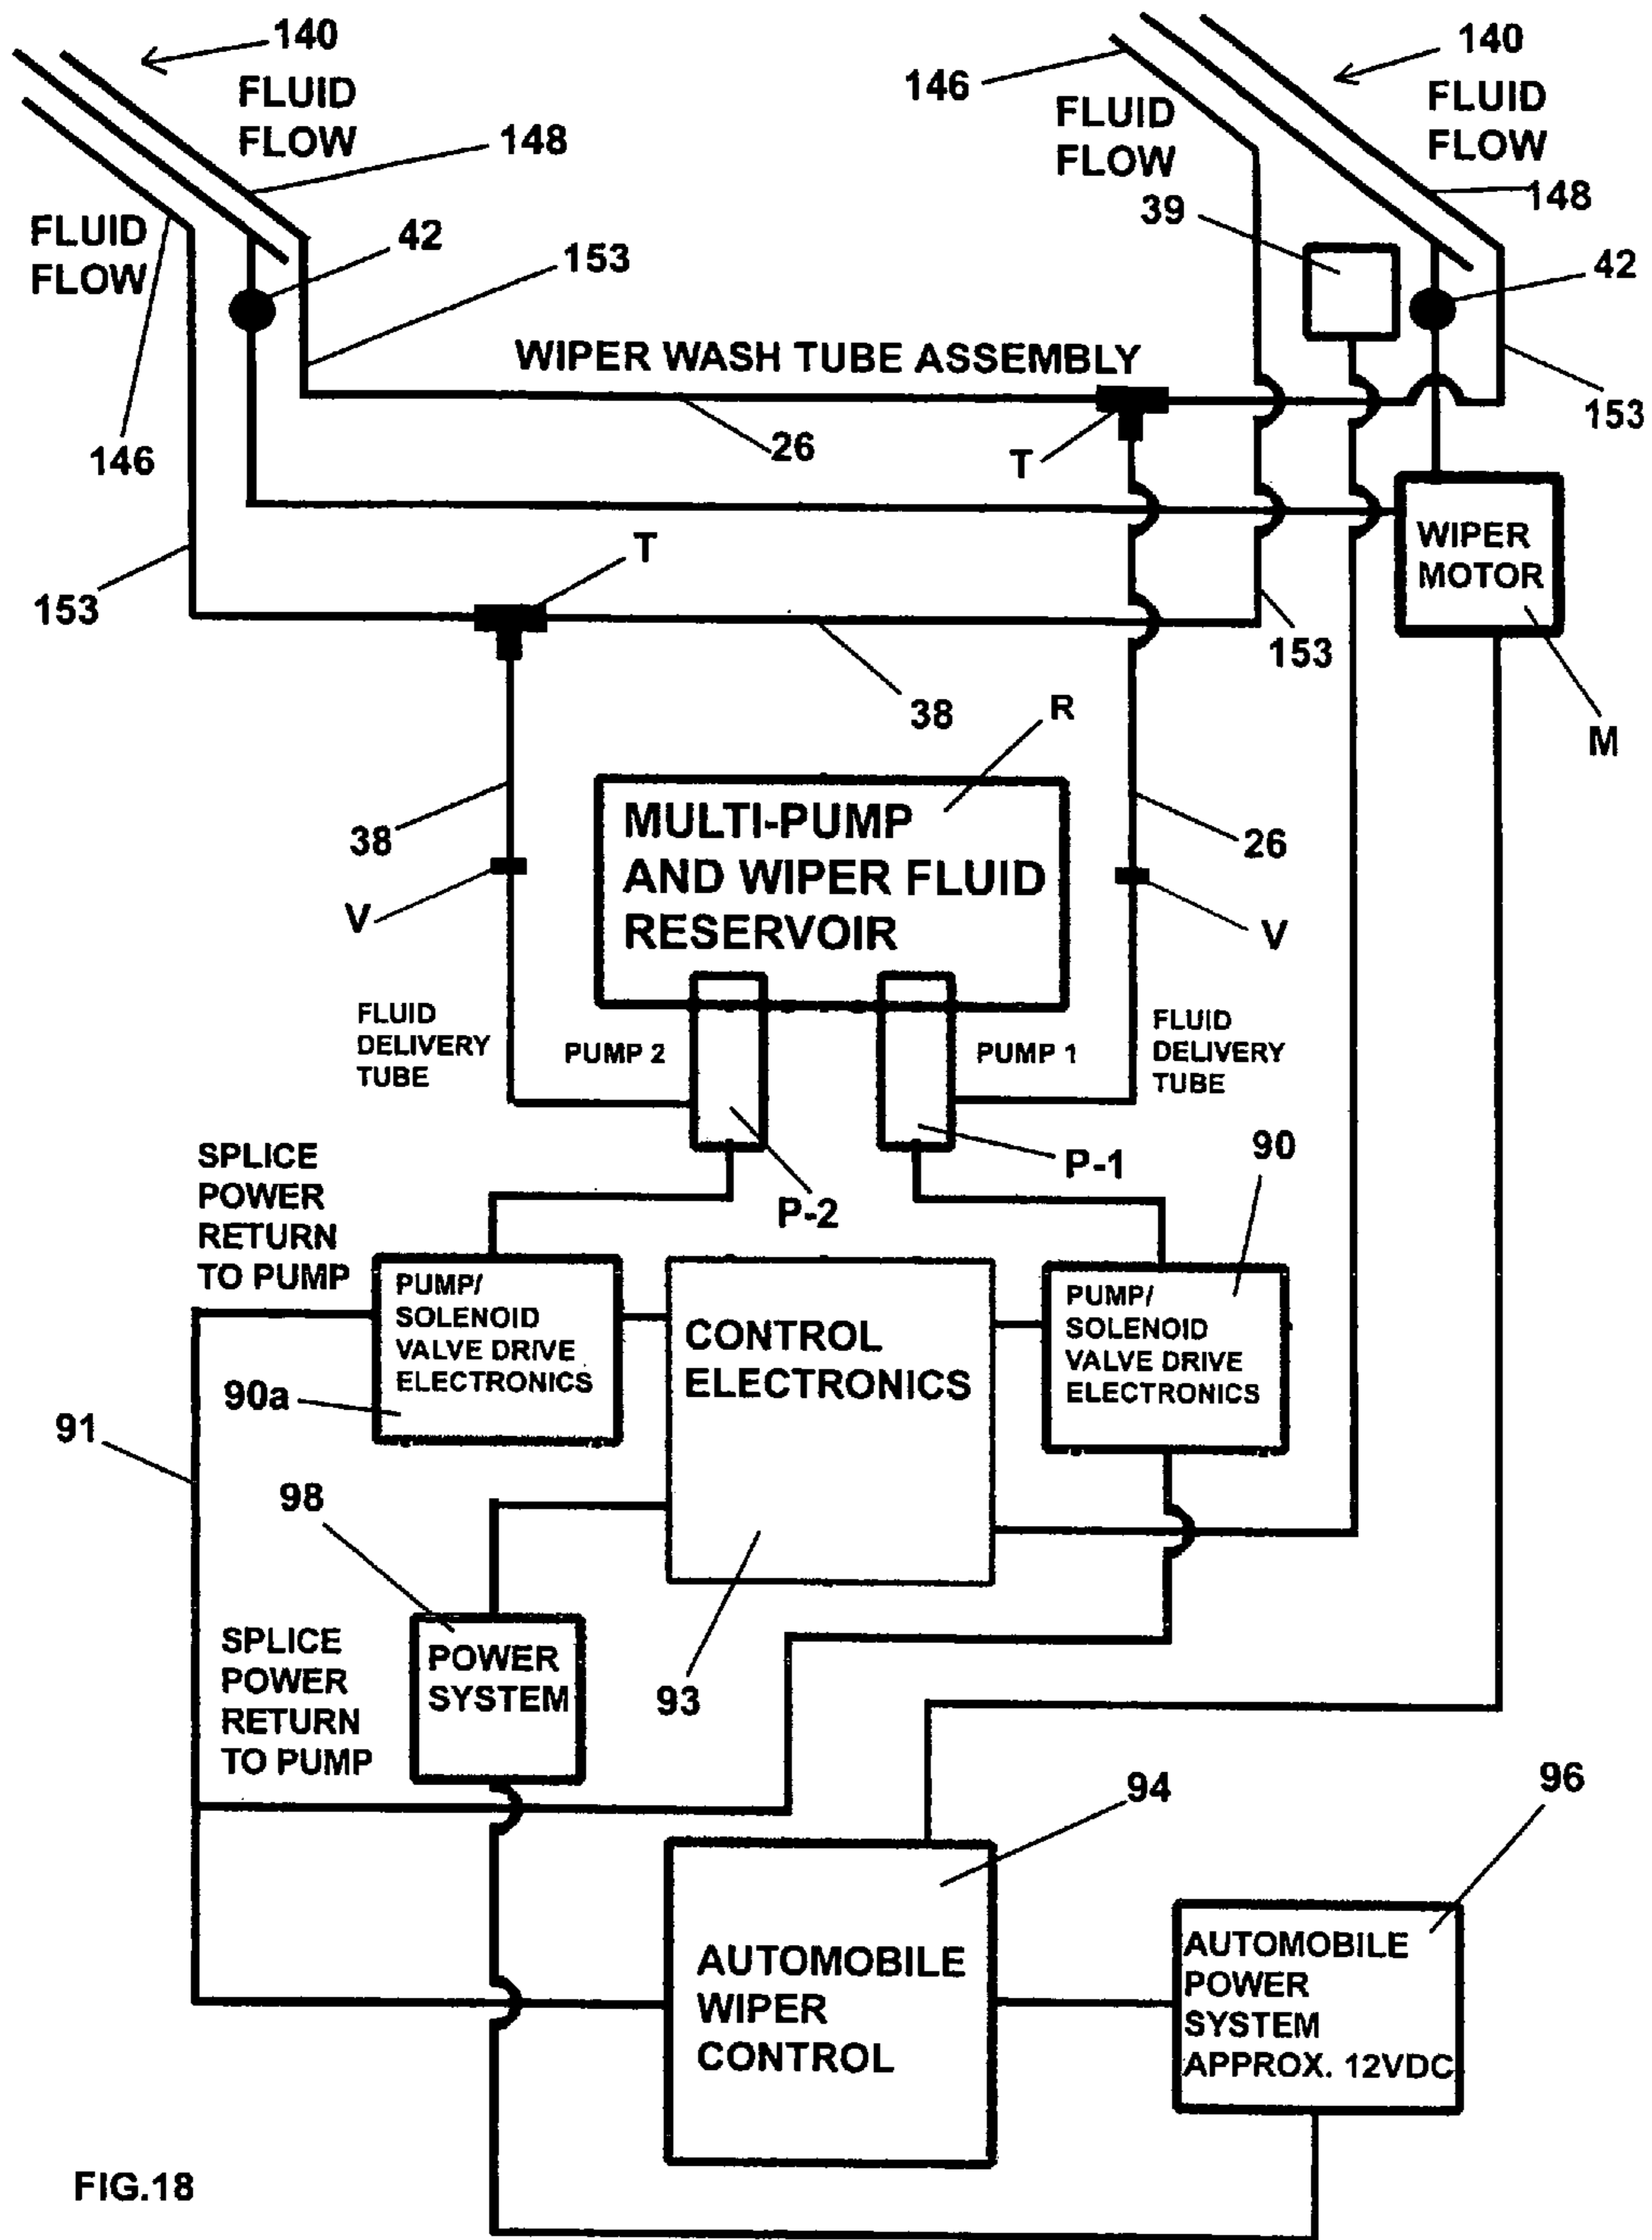 140
FLUID
FLOW
148
FLUID
FLOW
42
153
146
153
146
FLUID
FLOW
140
FLUID
FLOW
148
39
42
153
WIPER WASH TUBE ASSEMBLY
26
T
T
WIPER
MOTOR
M
153
38
R
38
MULTI-PUMP
AND WIPER FLUID
RESERVOIR
26
V
V
FLUID
DELIVERY
TUBE
PUMP 2
PUMP 1
FLUID
DELIVERY
TUBE
P-2
P-1
90
SPLICE
POWER
RETURN
TO PUMP
PUMP/
SOLENOID
VALVE DRIVE
ELECTRONICS
CONTROL
ELECTRONICS
PUMP/
SOLENOID
VALVE DRIVE
ELECTRONICS
90a
91
98
93
SPLICE
POWER
RETURN
TO PUMP
POWER
SYSTEM
94
96
AUTOMOBILE
WIPER
CONTROL
AUTOMOBILE
POWER
SYSTEM
APPROX. 12VDC
FIG.18